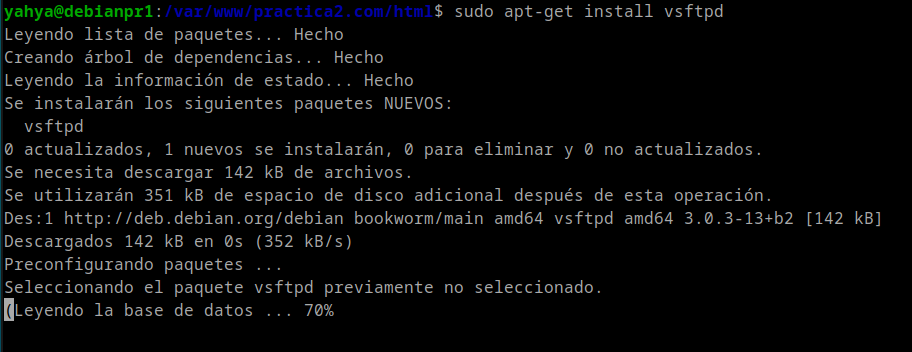 yahya@debianpr1:/var/www/practica2.com/html$ sudo apt-get install vsftpd
Leyendo lista de paquetes... Hecho
Creando árbol de dependencias... Hecho
Leyendo la información de estado... Hecho
Se instalarán los siguientes paquetes NUEVOS:
  vsftpd
0 actualizados, 1 nuevos se instalarán, 0 para eliminar y 0 no actualizados.
Se necesita descargar 142 kB de archivos.
Se utilizarán 351 kB de espacio de disco adicional después de esta operación.
Des:1 http://deb.debian.org/debian bookworm/main amd64 vsftpd amd64 3.0.3-13+b2 [142 kB]
Descargados 142 kB en 0s (352 kB/s)
Preconfigurando paquetes ...
Seleccionando el paquete vsftpd previamente no seleccionado.
(Leyendo la base de datos ... 70%